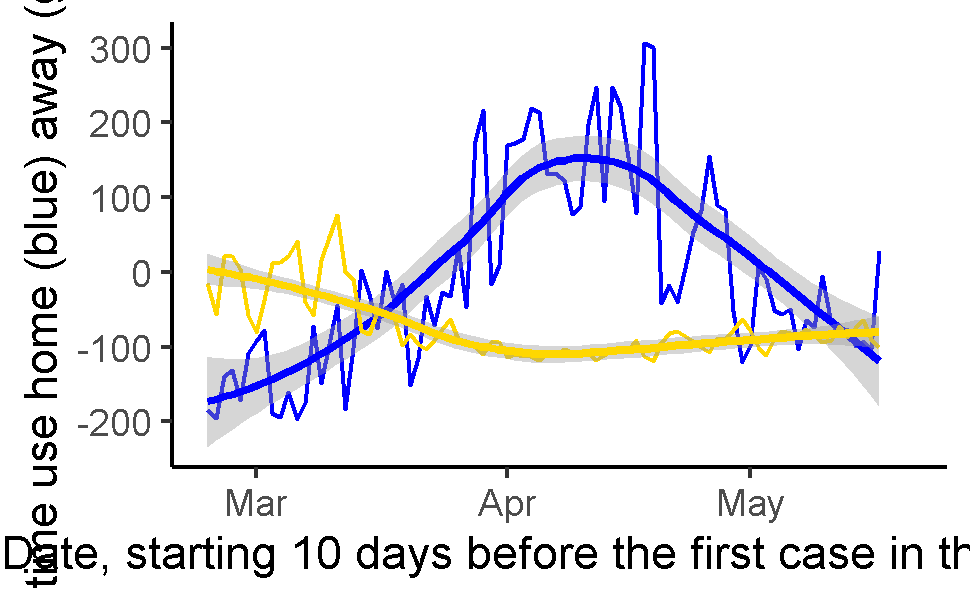 time use home (blue) away (
300
200
100
0
-100
-200
Mar Apr May
Date, starting 10 days before the first case in th